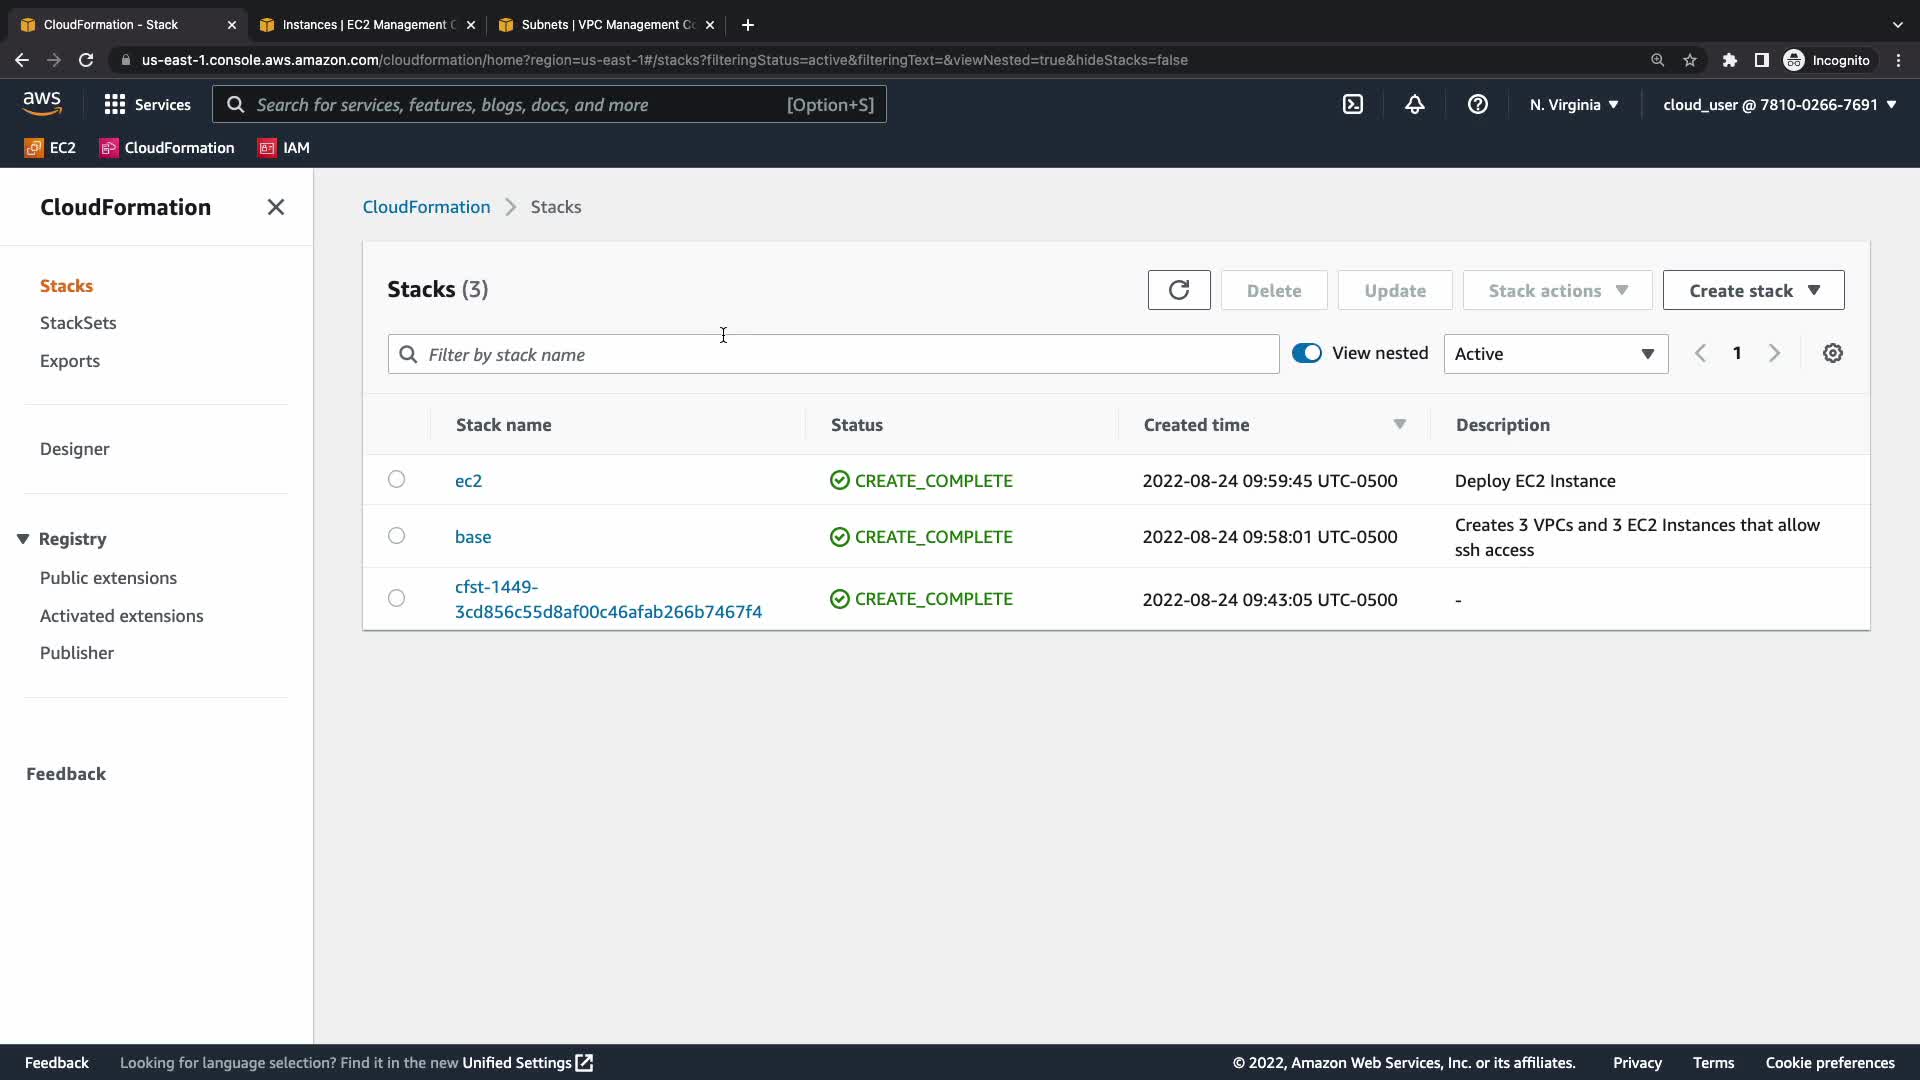 CloudFormation - Stack
Instances | EC2 Management C
Subnets | VPC Management Co
us-east-1.console.aws.amazon.com/cloudformation/home?region=us-east-1#/stacks?filteringStatus=active&filteringText=&viewNested=true&hideStacks=false
Incognito
aws
Services
Search for services, features, blogs, docs, and more
[Option+S]
N. Virginia
cloud_user @ 7810-0266-7691
EC2
CloudFormation
IAM
CloudFormation
Stacks
StackSets
Exports
Designer
Registry
Public extensions
Activated extensions
Publisher
Feedback
CloudFormation
Stacks
Stacks (3)
Delete
Update
Stack actions
Create stack
Filter by stack name
View nested
Active
1
Stack name
Status
Created time
Description
ec2
CREATE_COMPLETE
2022-08-24 09:59:45 UTC-0500
Deploy EC2 Instance
base
CREATE_COMPLETE
2022-08-24 09:58:01 UTC-0500
Creates 3 VPCs and 3 EC2 Instances that allow
ssh access
cfst-1449-
3cd856c55d8af00c46afab266b7467f4
CREATE_COMPLETE
2022-08-24 09:43:05 UTC-0500
-
Feedback
Looking for language selection? Find it in the new Unified Settings
© 2022, Amazon Web Services, Inc. or its affiliates.
Privacy
Terms
Cookie preferences